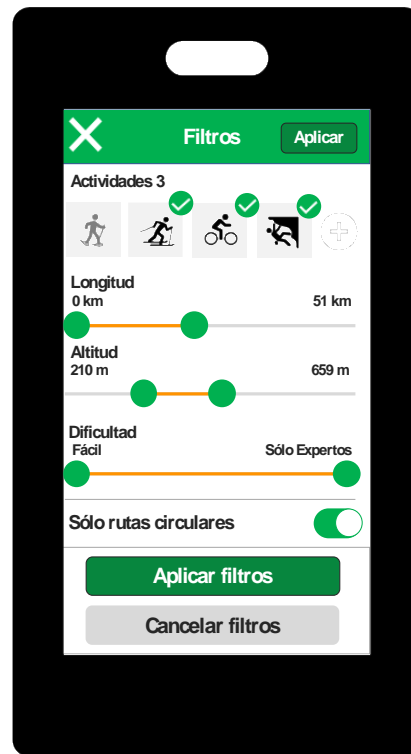 Filtros
Aplicar
Actividades 3
Longitud
0 km 51 km
Altitud
210 m 659 m
Dificultad
Fácil Sólo Expertos
Sólo rutas circulares
Aplicar filtros
Cancelar filtros